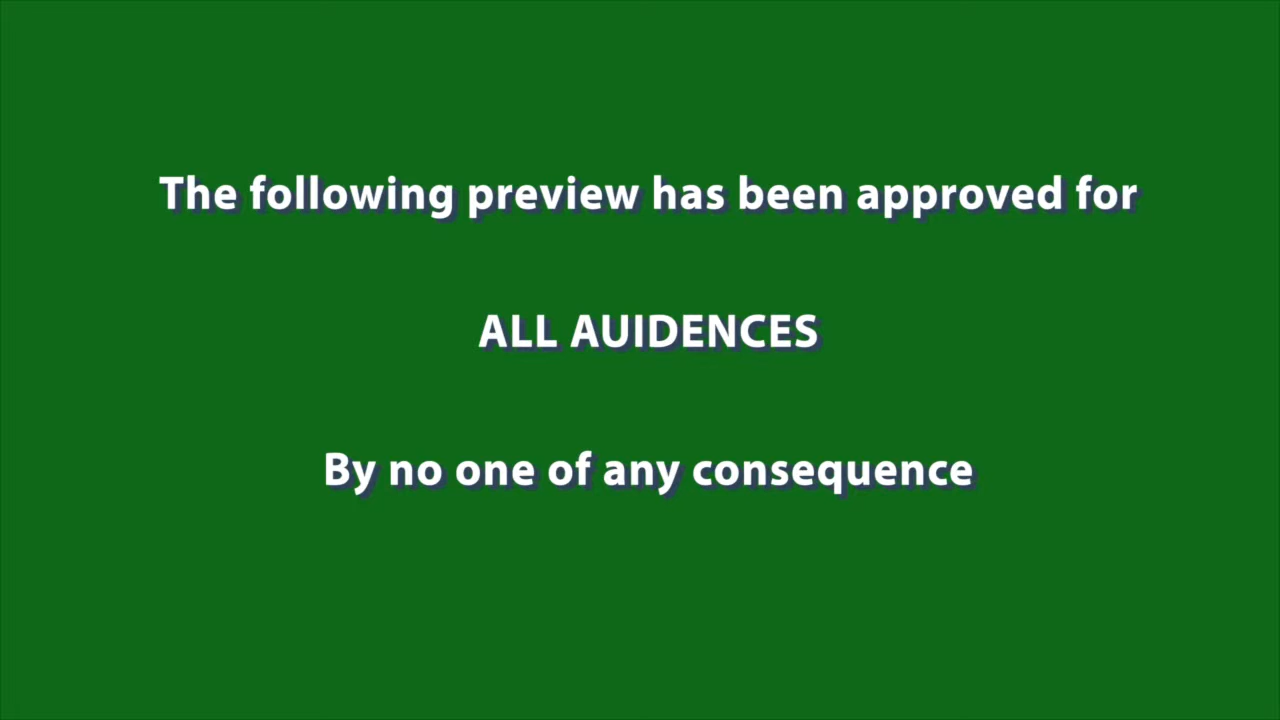 The following preview has been approved for
ALL AUIDENCES
By no one of any consequence